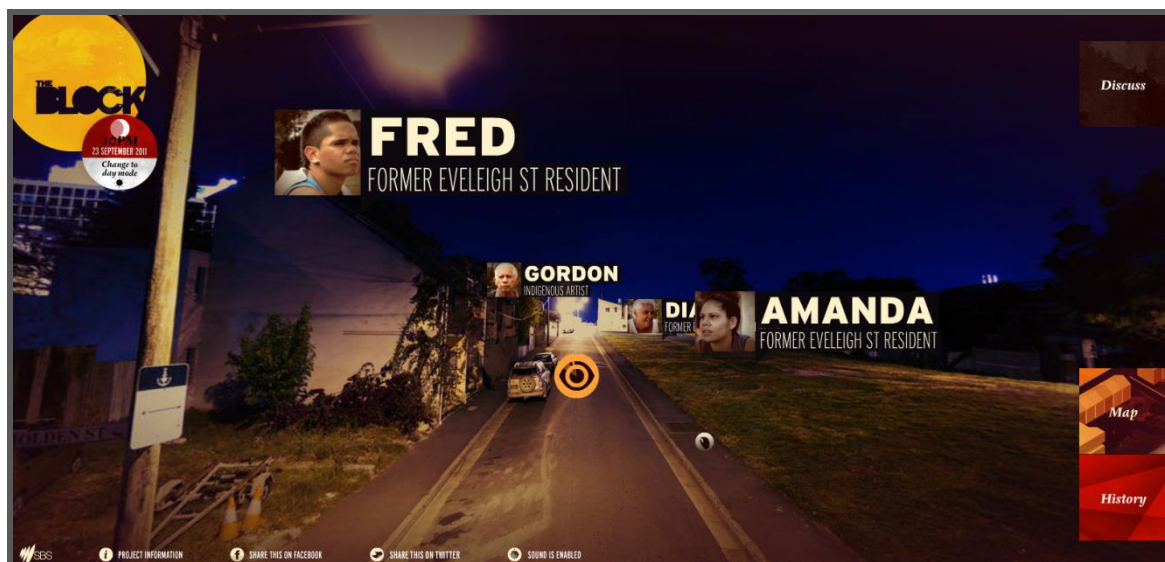 THE
BLOCK
10PM
23 SEPTEMBER 2011
Change to
day mode
Discuss
FRED
FORMER EVELEIGH ST RESIDENT
GORDON
INDIGENOUS ARTIST
DIA
FORMER
AMANDA
FORMER EVELEIGH ST RESIDENT
Map
History
SBS
i PROJECT INFORMATION
f SHARE THIS ON FACEBOOK
SHARE THIS ON TWITTER
SOUND IS ENABLED